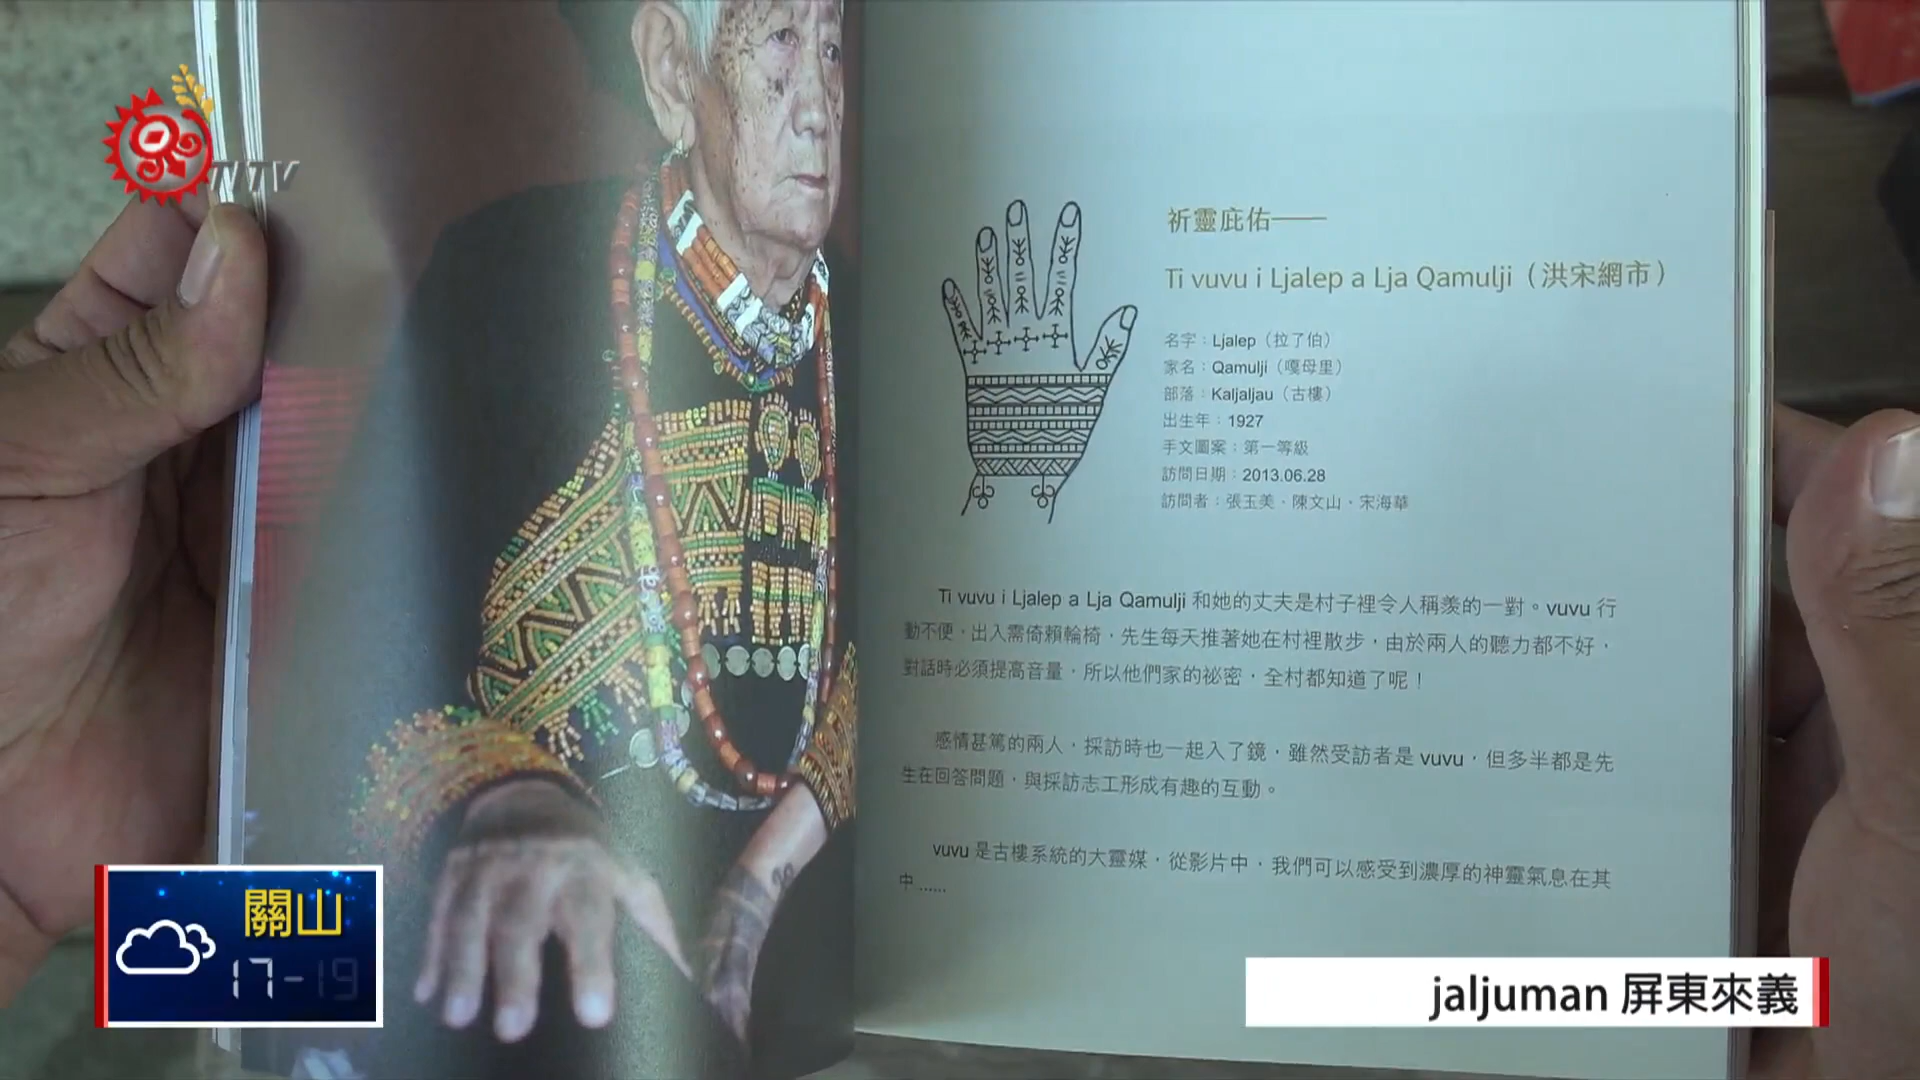 TITV
祈靈庇佑——
Ti vuvu i Ljalep a Lja Qamulji（洪宋網市）
名字：Ljalep（拉了伯）
家名：Qamulji（嘎母里）
部落：Kaljaljau（古樓）
出生年：1927
手文圖案：第一等級
訪問日期：2013.06.28
訪問者：張玉美、陳文山、宋海華
Ti vuvu i Ljalep a Lja Qamulji 和她的丈夫是村子裡令人稱羨的一對。vuvu 行
動不便，出入需倚賴輪椅，先生每天推著她在村裡散步，由於兩人的聽力都不好，
對話時必須提高音量，所以他們家的祕密，全村都知道了呢！
感情甚篤的兩人，採訪時也一起入了鏡，雖然受訪者是 vuvu，但多半都是先
生在回答問題，與採訪志工形成有趣的互動。
vuvu 是古樓系統的大靈媒，從影片中，我們可以感受到濃厚的神靈氣息在其
中......
關山
17-19
jaljuman 屏東來義